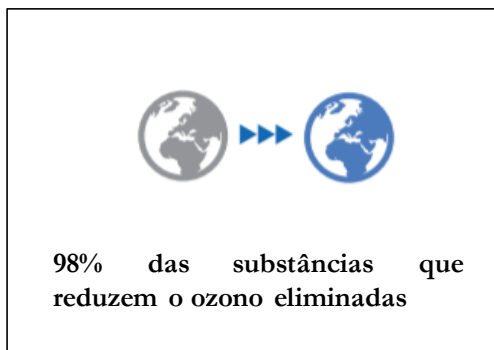 98% das substâncias que
reduzem o ozono eliminadas